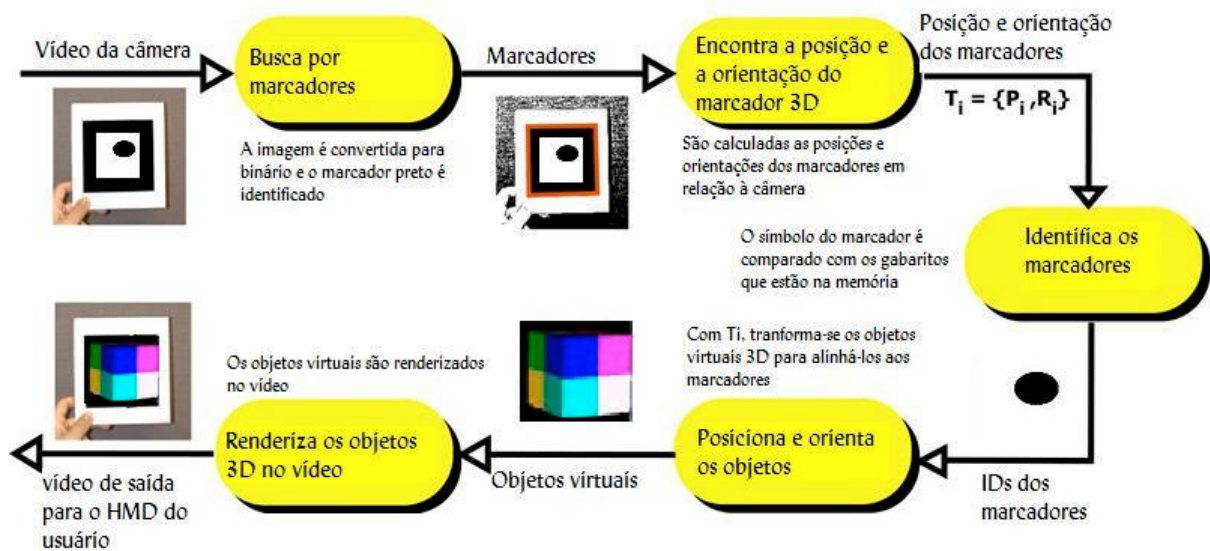 Vídeo da câmera
Busca por
marcadores
A imagem é convertida para
binário e o marcador preto é
identificado
Marcadores
Encontra a posição e
a orientação do
marcador 3D
São calculadas as posições e
orientações dos marcadores em
relação à câmera
Posição e orientação
dos marcadores
Ti = {Pi ,Ri}
Identifica os
marcadores
O símbolo do marcador é
comparado com os gabaritos
que estão na memória
IDs dos
marcadores
Com Ti, tranforma-se os objetos
virtuais 3D para alinhá-los aos
marcadores
Posiciona e orienta
os objetos
Objetos virtuais
Os objetos virtuais são renderizados
no vídeo
Renderiza os objetos
3D no vídeo
vídeo de saída
para o HMD do
usuário